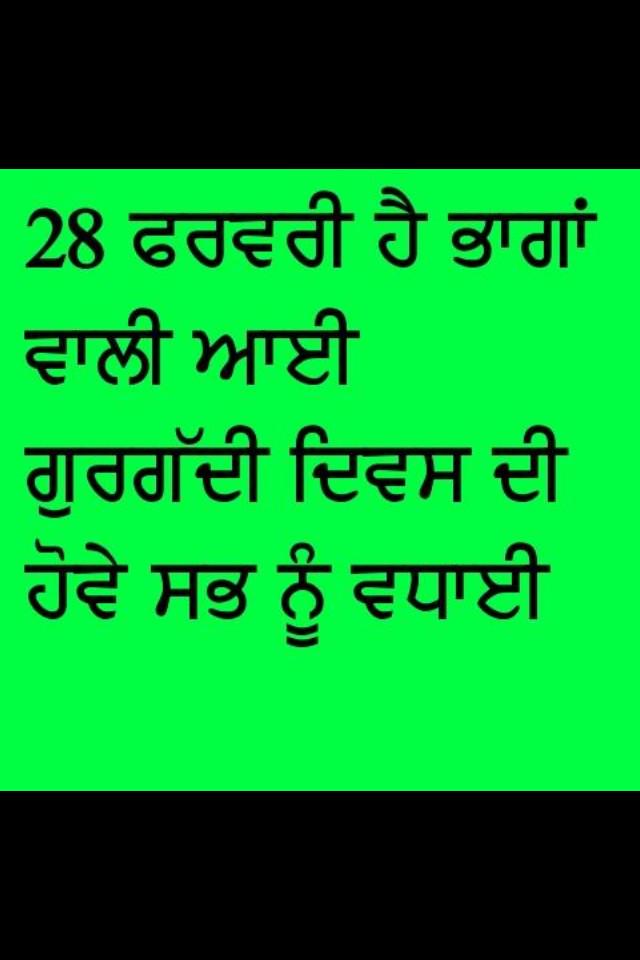 28 ਫਰਵਰੀ ਹੈ ਭਾਗਾਂ
ਵਾਲੀ ਆਈ
ਗੁਰਗੱਦੀ ਦਿਵਸ ਦੀ
ਹੋਵੇ ਸਭ ਨੂੰ ਵਧਾਈ